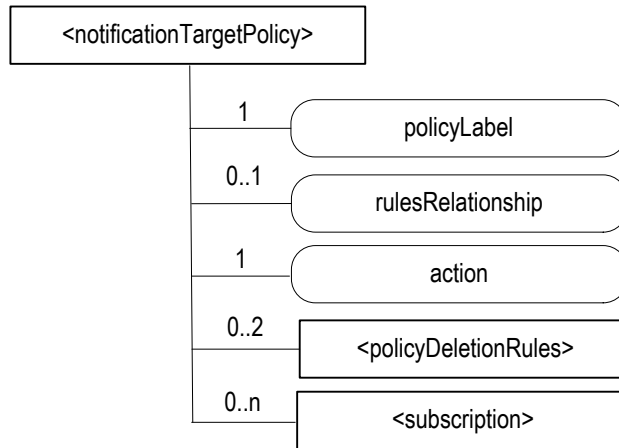 <notificationTargetPolicy>
1
policyLabel
0..1
rulesRelationship
1
action
0..2
<policyDeletionRules>
0..n
<subscription>